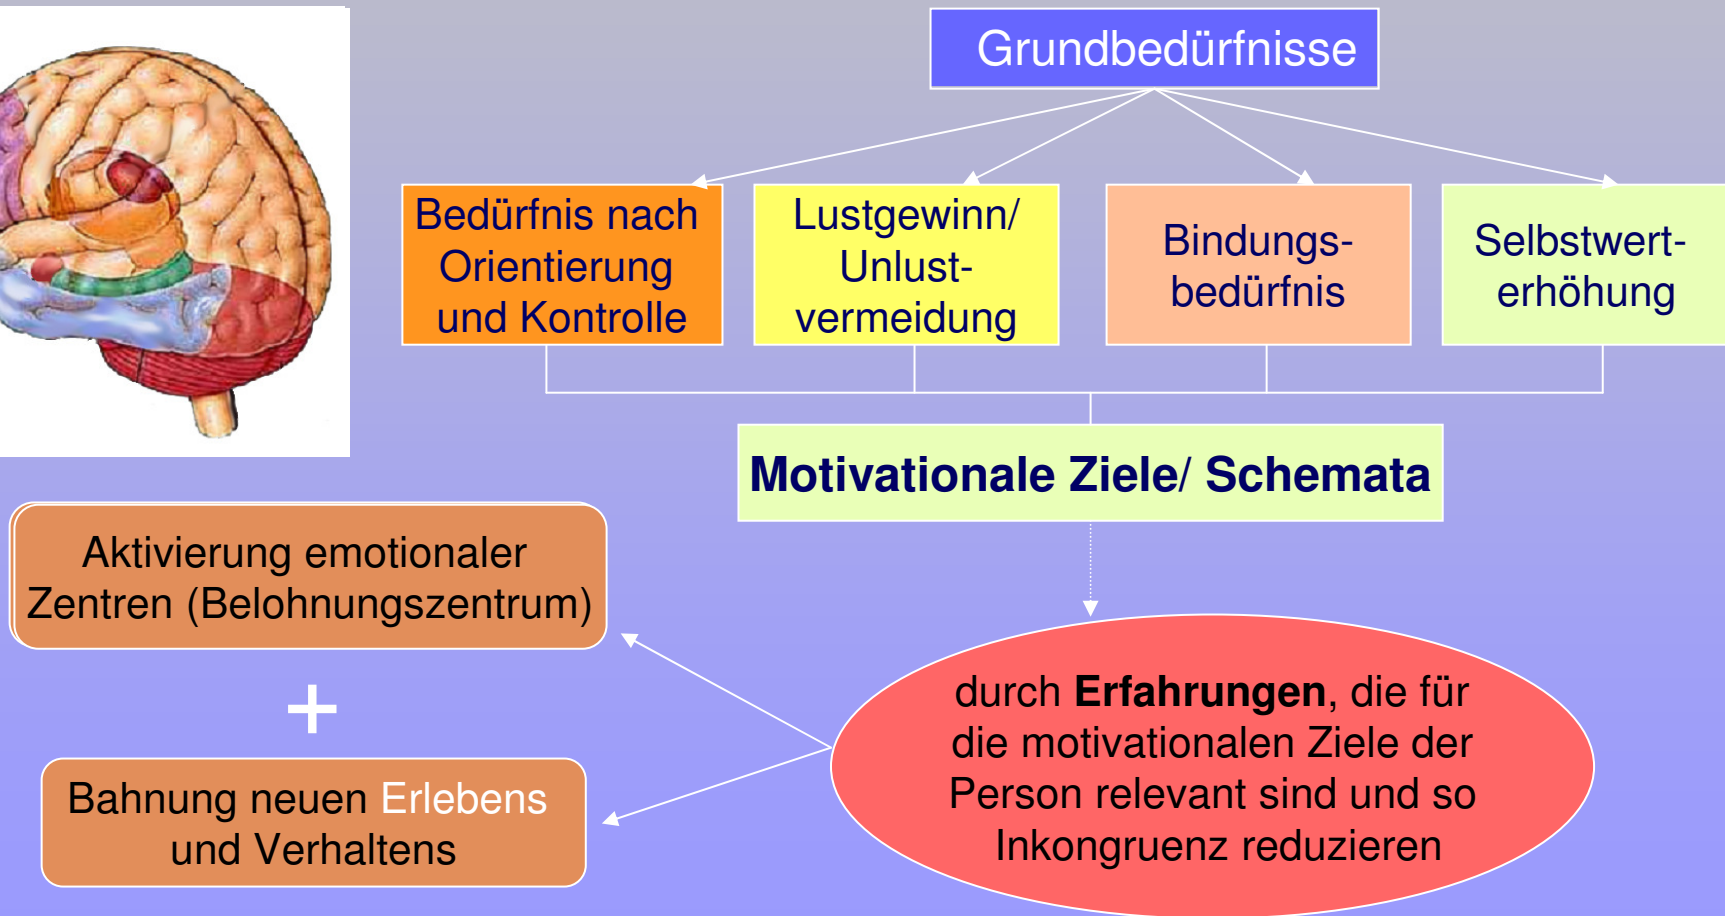 Grundbedürfnisse
Bedürfnis nach
Orientierung
und Kontrolle
Lustgewinn/
Unlust-
vermeidung
Bindungs-
bedürfnis
Selbstwert-
erhöhung
Motivationale Ziele/ Schemata
Aktivierung emotionaler
Zentren (Belohnungszentrum)
+
Bahnung neuen Erlebens
und Verhaltens
durch Erfahrungen, die für
die motivationalen Ziele der
Person relevant sind und so
Inkongruenz reduzieren